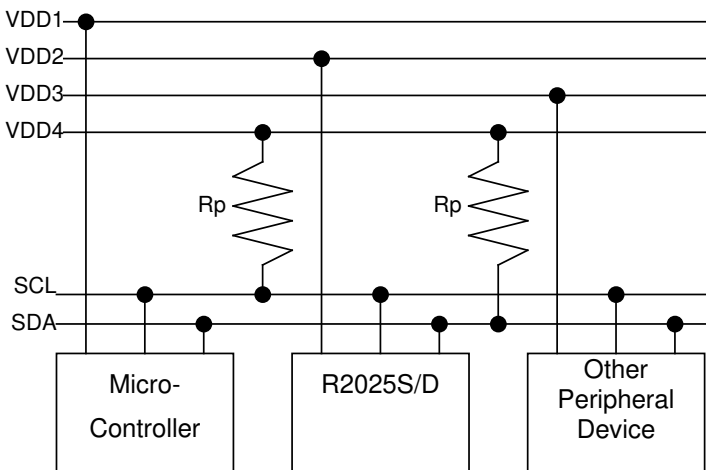 VDD1
VDD2
VDD3
VDD4
Rp
Rp
SCL
SDA
Micro-
Controller
R2025S/D
Other
Peripheral
Device